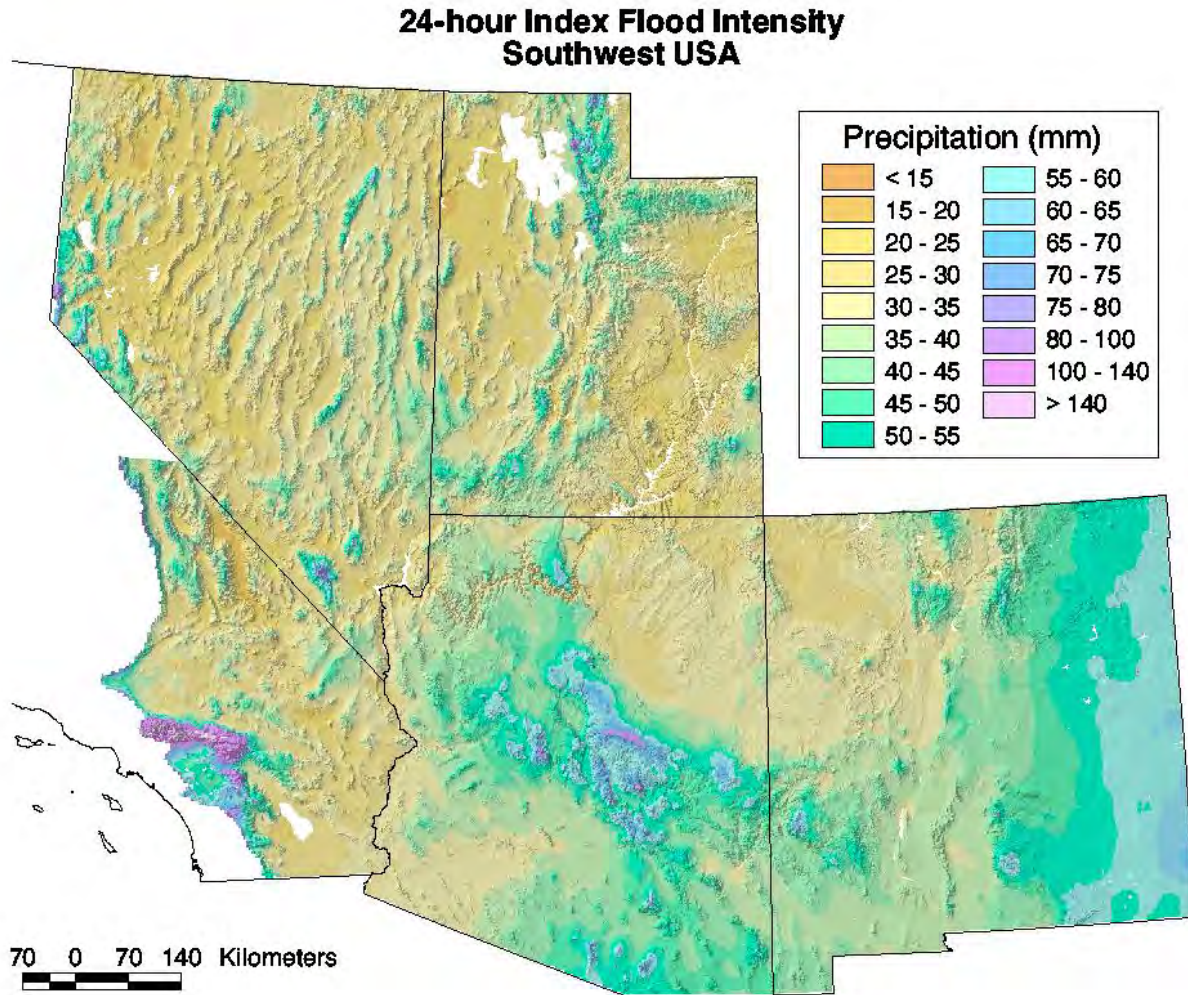 24-hour Index Flood Intensity
Southwest USA
Precipitation (mm)
< 15
15 - 20
20 - 25
25 - 30
30 - 35
35 - 40
40 - 45
45 - 50
50 - 55
55 - 60
60 - 65
65 - 70
70 - 75
75 - 80
80 - 100
100 - 140
> 140
70 0 70 140 Kilometers